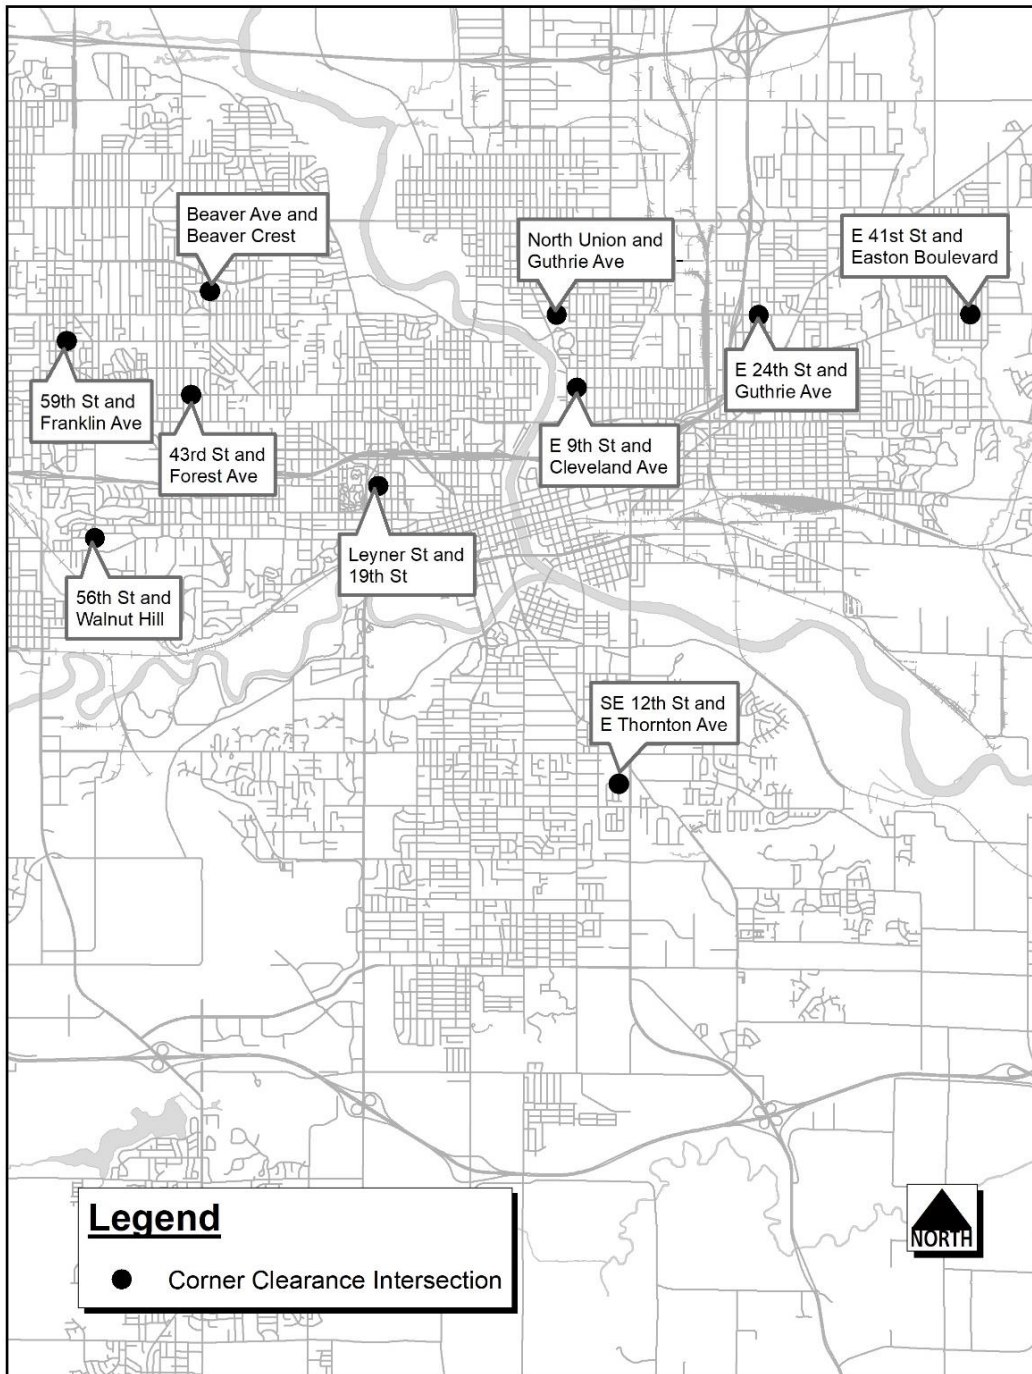 Beaver Ave and
Beaver Crest
North Union and
Guthrie Ave
E 41st St and
Easton Boulevard
59th St and
Franklin Ave
43rd St and
Forest Ave
E 24th St and
Guthrie Ave
E 9th St and
Cleveland Ave
Leyner St and
19th St
56th St and
Walnut Hill
SE 12th St and
E Thornton Ave
Legend
Corner Clearance Intersection
NORTH